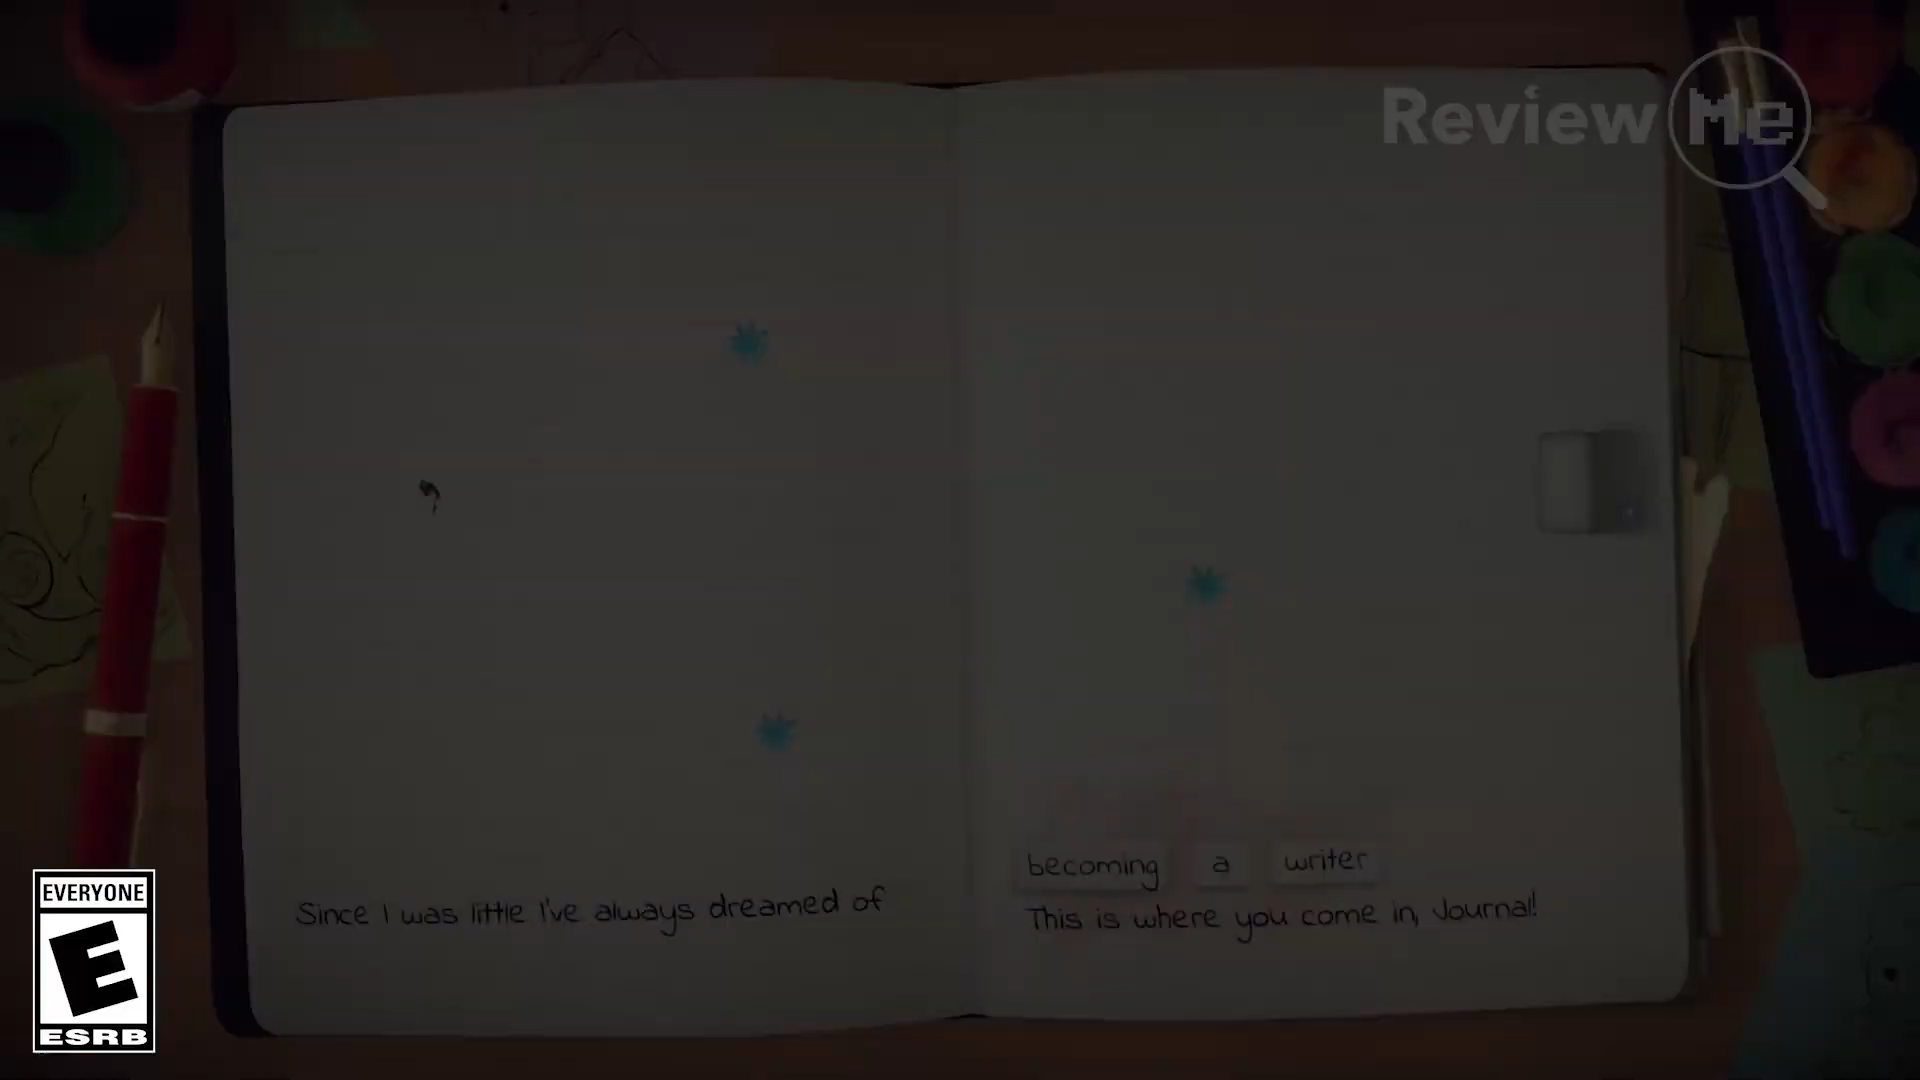 Review Me
becoming a writer
Since I was little I've always dreamed of
This is where you come in, Journal!
EVERYONE
E
ESRB